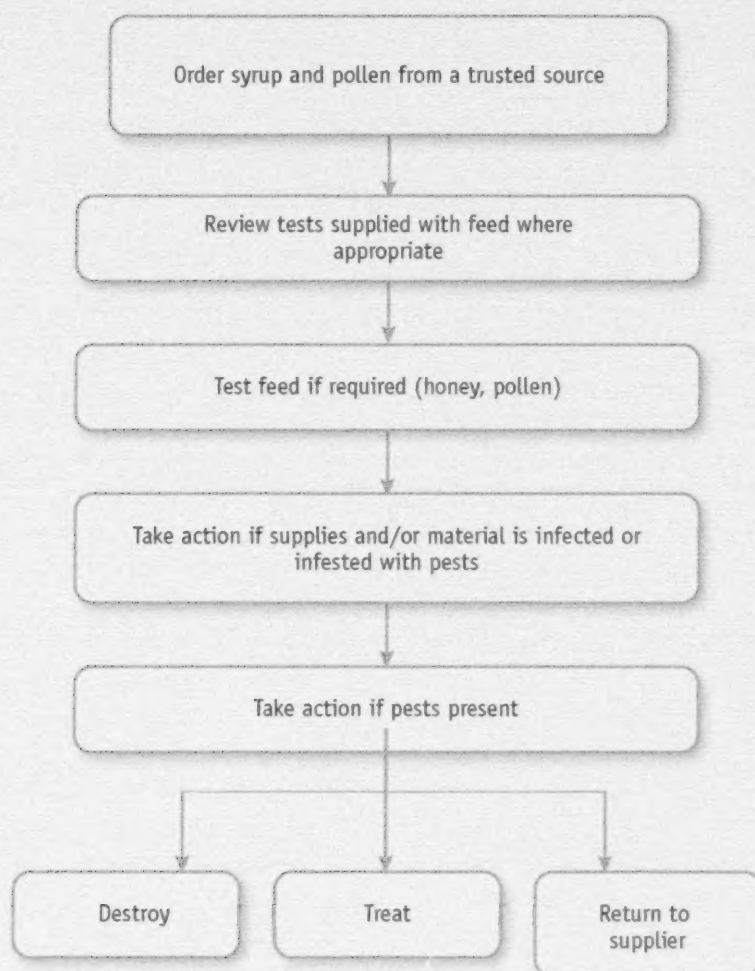 Order syrup and pollen from a trusted source
Review tests supplied with feed where
appropriate
Test feed if required (honey, pollen)
Take action if supplies and/or material is infected or
infested with pests
Take action if pests present
Destroy
Treat
Return to
supplier